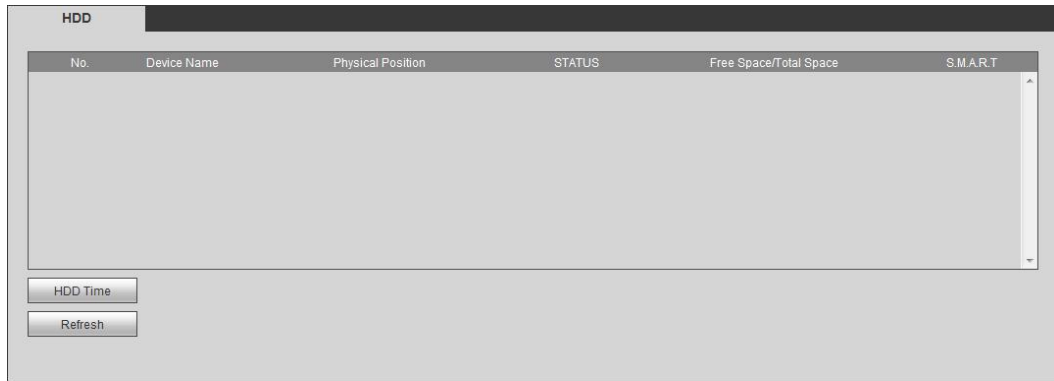 HDD
No. Device Name Physical Position STATUS Free Space/Total Space S.M.A.R.T
HDD Time
Refresh